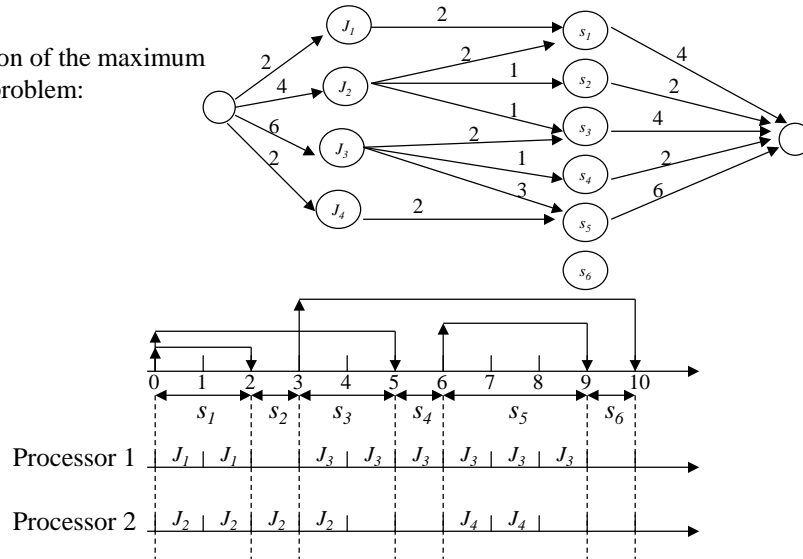 on of the maximum
roblem:
J1 2 s1
2 2 4
4 J2 1 s2 2
6 1 s3 4
2 J3 2
1 s4 2
3
J4 2 s5 6
s6
0 1 2 3 4 5 6 7 8 9 10
s1 s2 s3 s4 s5 s6
Processor 1 J1 J1 J3 J3 J3 J3 J3 J3
Processor 2 J2 J2 J2 J2 J4 J4